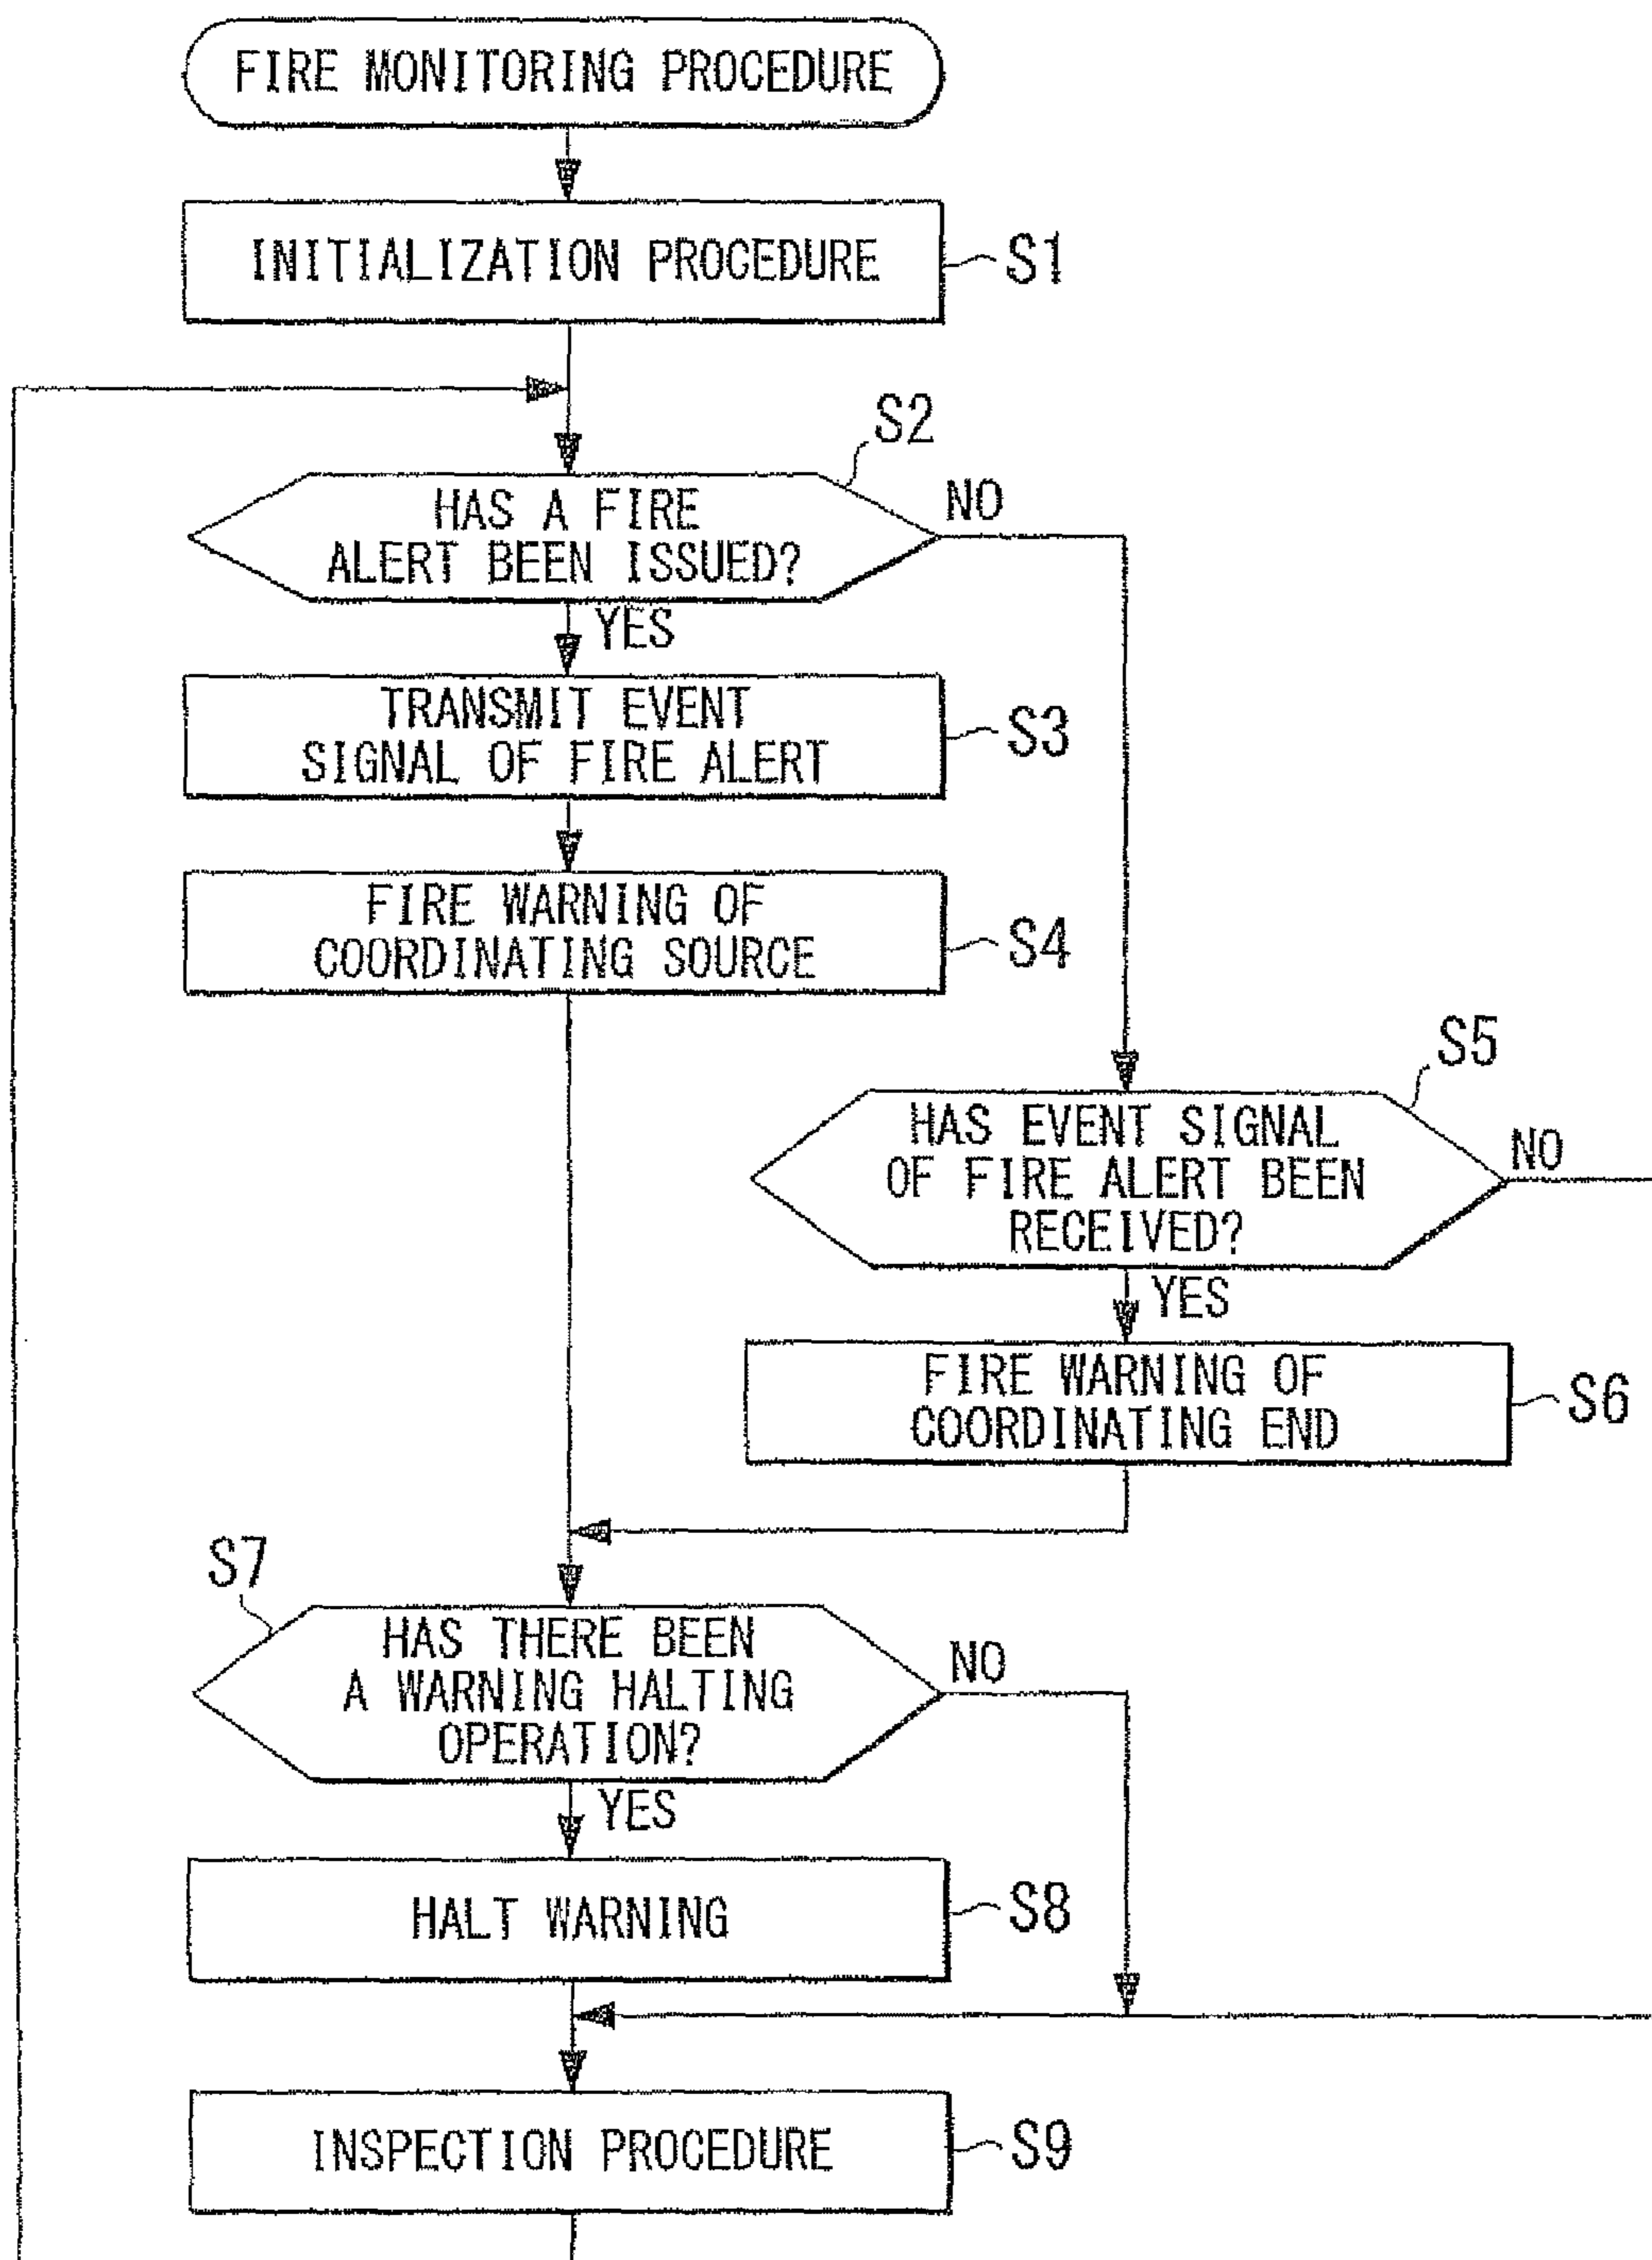 FIRE MONITORING PROCEDURE
INITIALIZATION PROCEDURE
S1
S2
HAS A FIRE
ALERT BEEN ISSUED?
NO
YES
TRANSMIT EVENT
SIGNAL OF FIRE ALERT
S3
FIRE WARNING OF
COORDINATING SOURCE
S4
S5
HAS EVENT SIGNAL
OF FIRE ALERT BEEN
RECEIVED?
NO
YES
FIRE WARNING OF
COORDINATING END
S6
S7
HAS THERE BEEN
A WARNING HALTING
OPERATION?
NO
YES
HALT WARNING
S8
INSPECTION PROCEDURE
S9